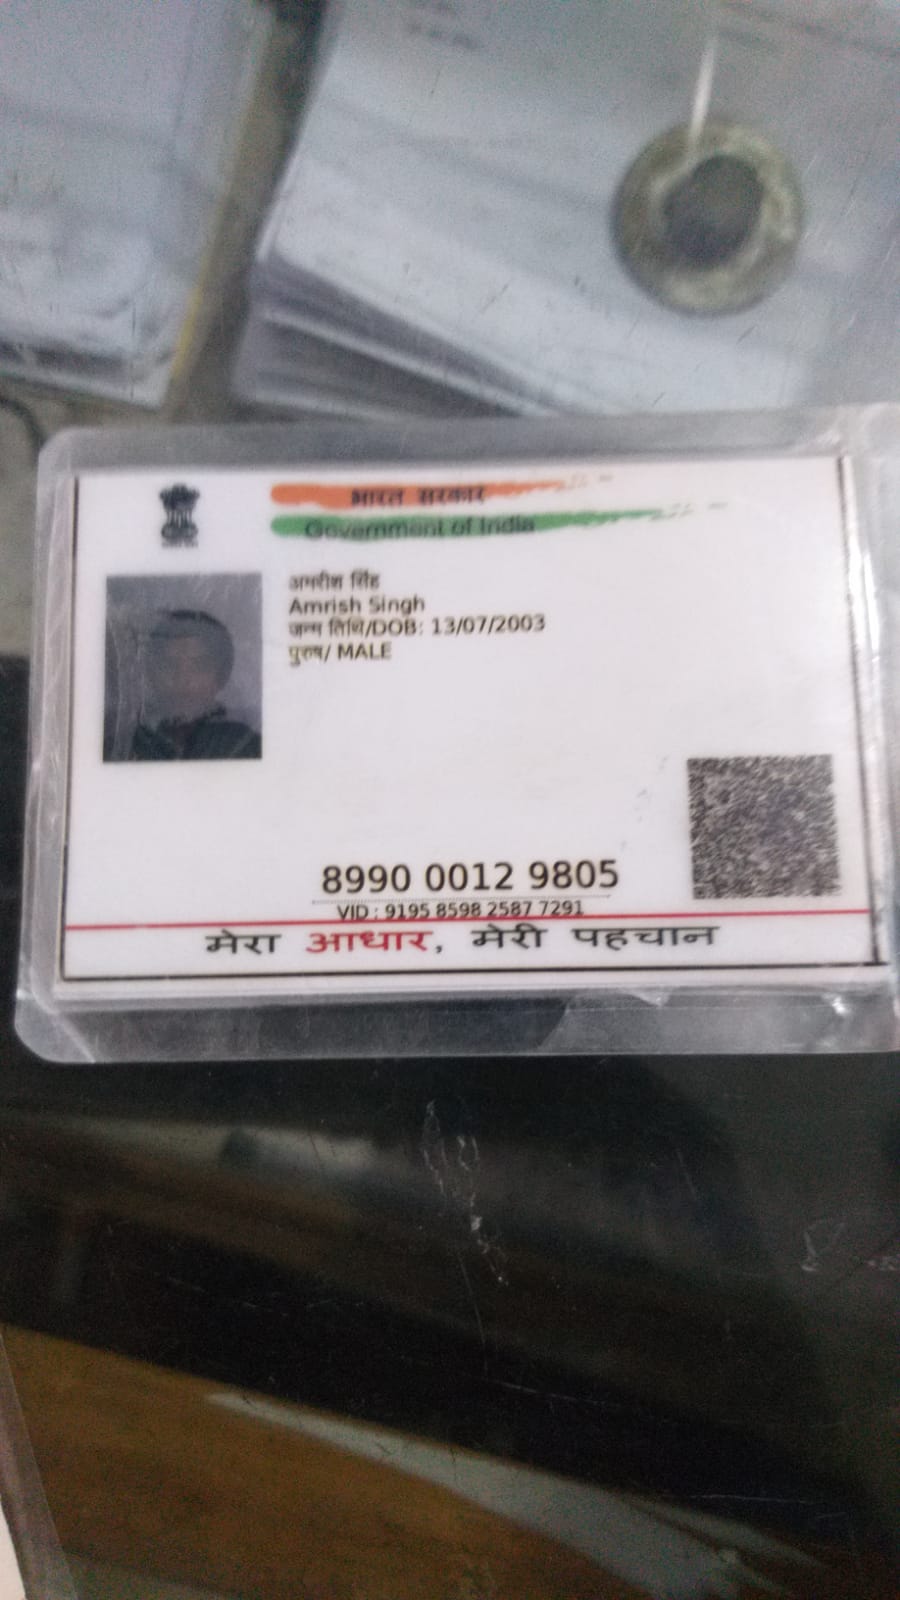 भारत सरकार
Government of India
अमरीश सिंह
Amrish Singh
जन्म तिथि/DOB: 13/07/2003
पुरुष/ MALE
8990 0012 9805
VID : 9195 8598 2587 7291
मेरा आधार, मेरी पहचान